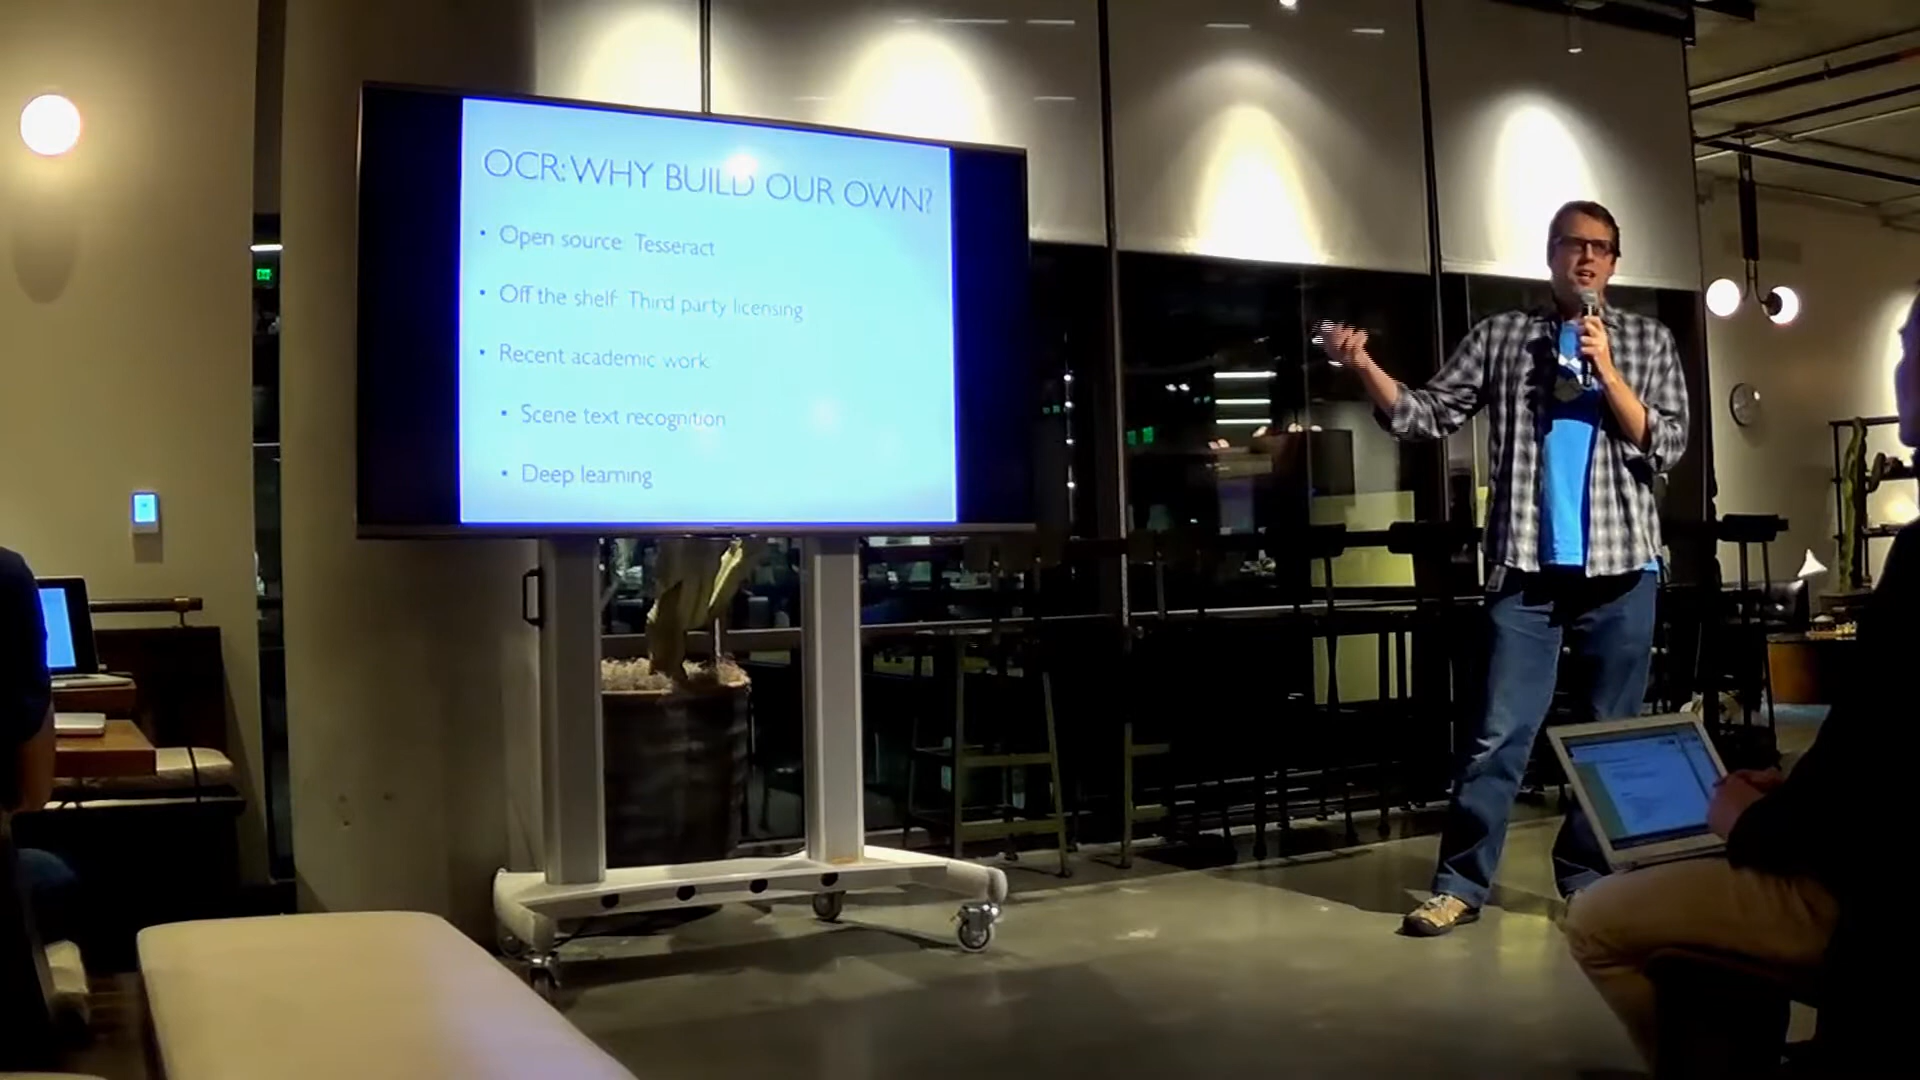 OCR: WHY BUILD OUR OWN?
• Open source: Tesseract
• Off the shelf: Third party licensing
• Recent academic work
• Scene text recognition
• Deep learning